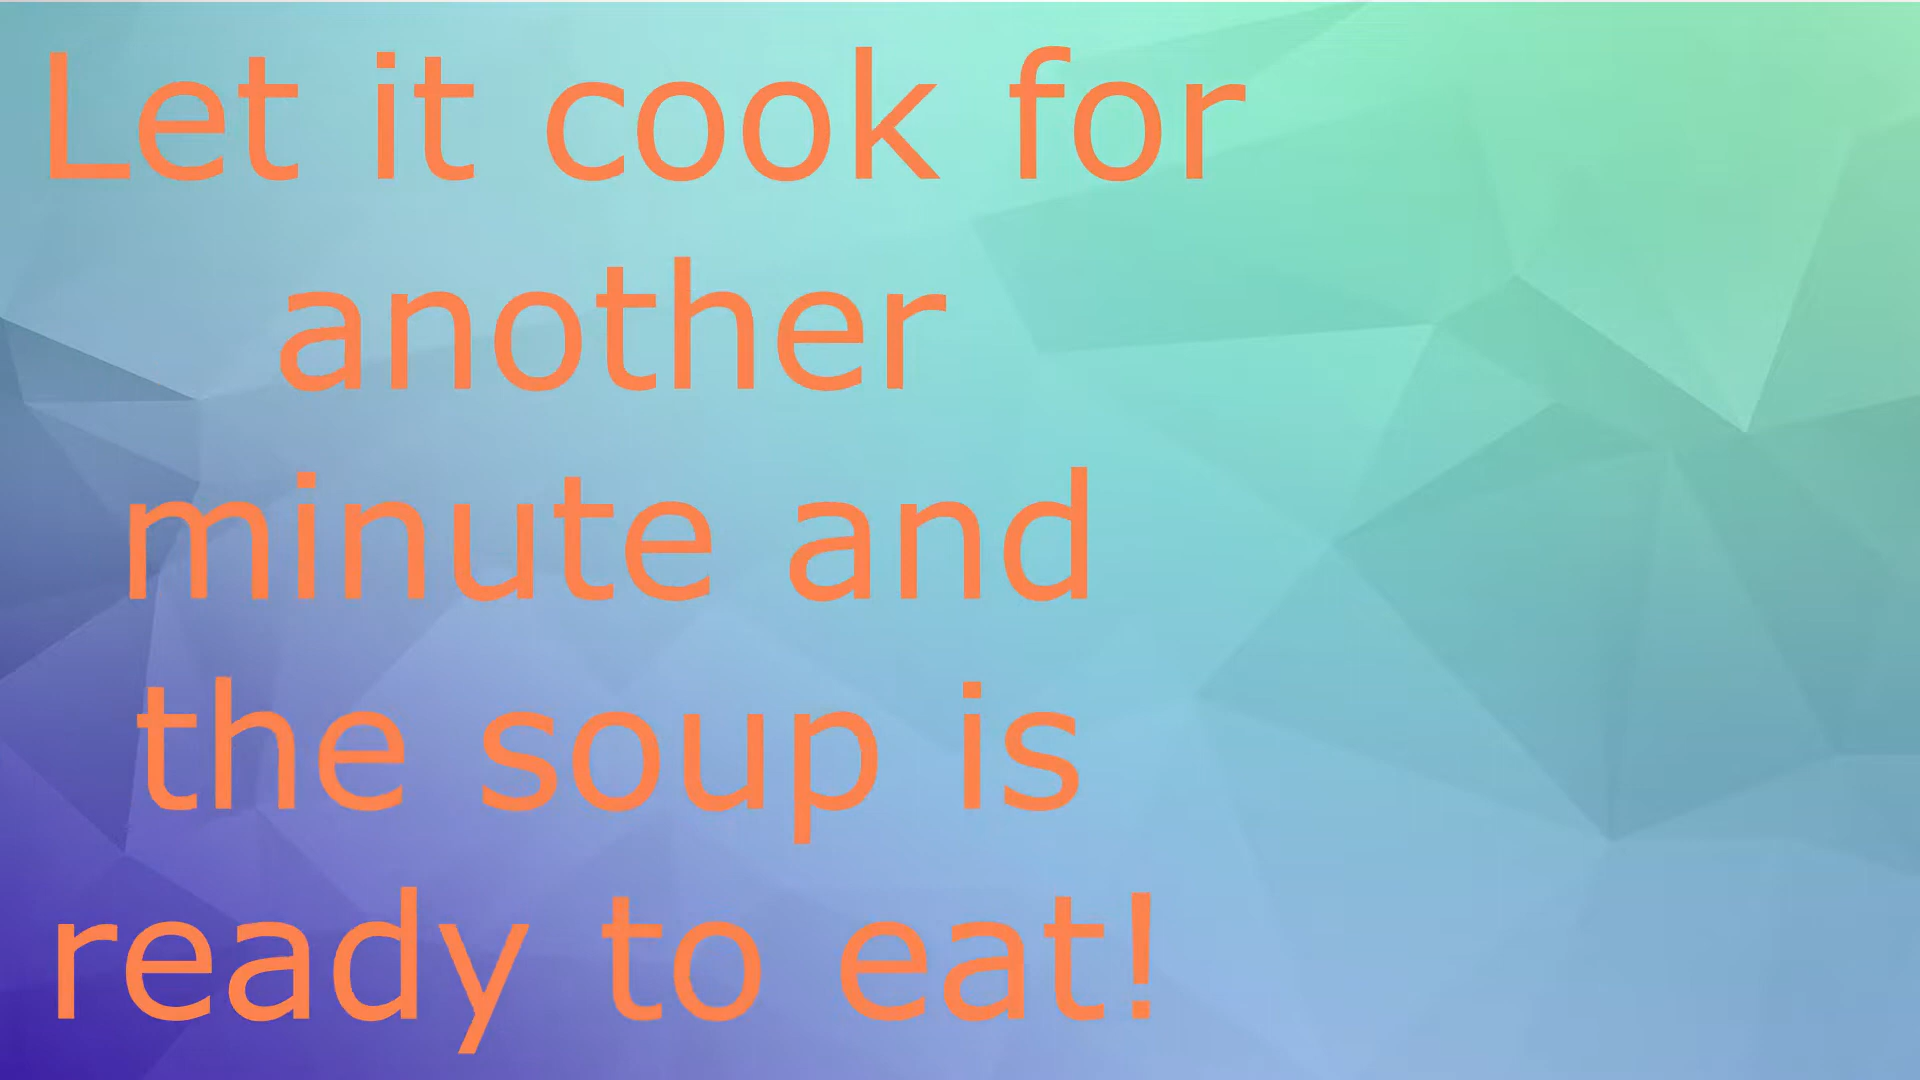 Let it cook for
another
minute and
the soup is
ready to eat!